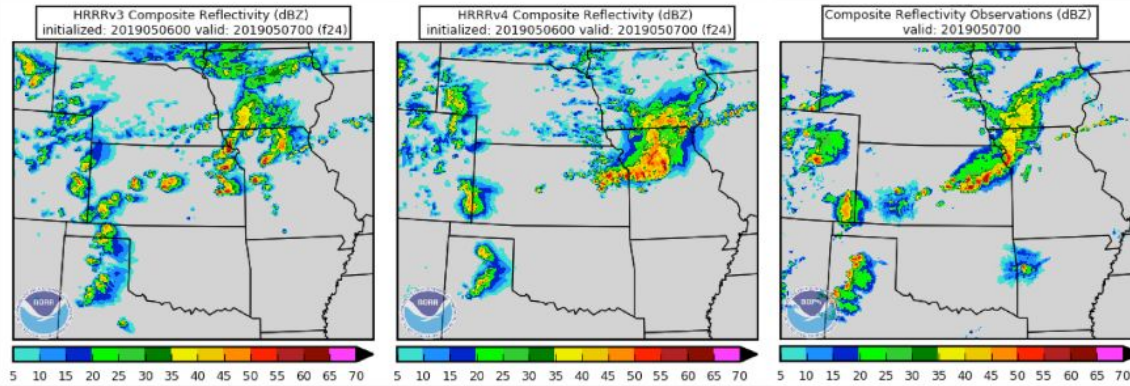 HRRRv3 Composite Reflectivity (dBZ)
initialized: 2019050600 valid: 2019050700 (f24)
HRRRv4 Composite Reflectivity (dBZ)
initialized: 2019050600 valid: 2019050700 (f24)
Composite Reflectivity Observations (dBZ)
valid: 2019050700
NOAA
NOAA
NOAA
5 10 15 20 25 30 35 40 45 50 55 60 65 70
5 10 15 20 25 30 35 40 45 50 55 60 65 70
5 10 15 20 25 30 35 40 45 50 55 60 65 70